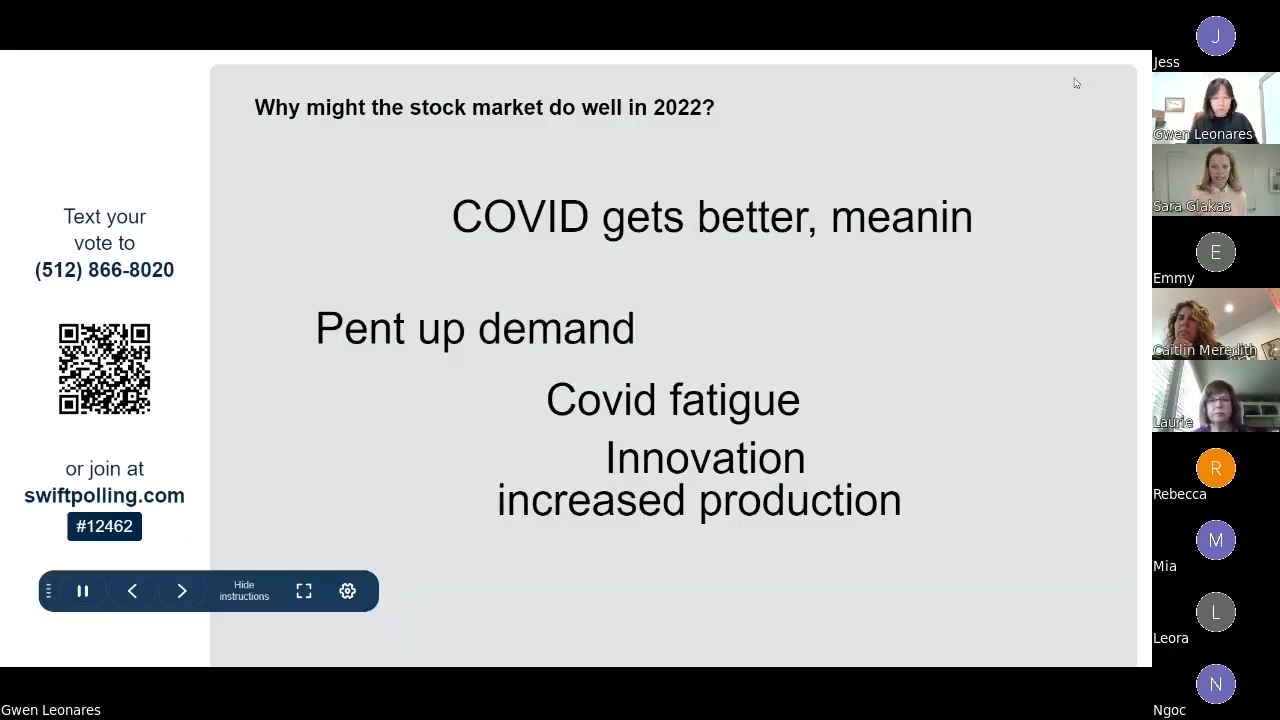 Why might the stock market do well in 2022?
COVID gets better, meanin
Pent up demand
Covid fatigue
Innovation
increased production
Text your
vote to
(512) 866-8020
or join at
swiftpolling.com
#12462
Hide
instructions
J
Jess
Gwen Leonares
Sara Glakas
E
Emmy
Caitlin Meredith
Laurie
R
Rebecca
M
Mia
L
Leora
N
Ngoc
Gwen Leonares